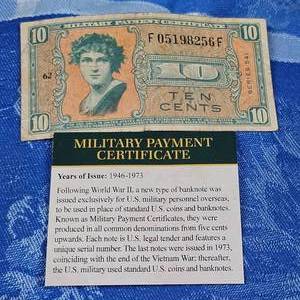 10
10
F 05198256 F
62
10
SERIES 541
TEN
CENTS
10
10
MILITARY PAYMENT
CERTIFICATE
Years of Issue: 1946-1973
Following World War II, a new type of banknote was
issued exclusively for U.S. military personnel overseas,
to be used in place of standard U.S. coins and banknotes.
Known as Military Payment Certificates, they were
produced in all common denominations from five cents
upwards. Each note is U.S. legal tender and features a
unique serial number. The last notes were issued in 1973,
coinciding with the end of the Vietnam War; thereafter,
the U.S. military used standard U.S. coins and banknotes.